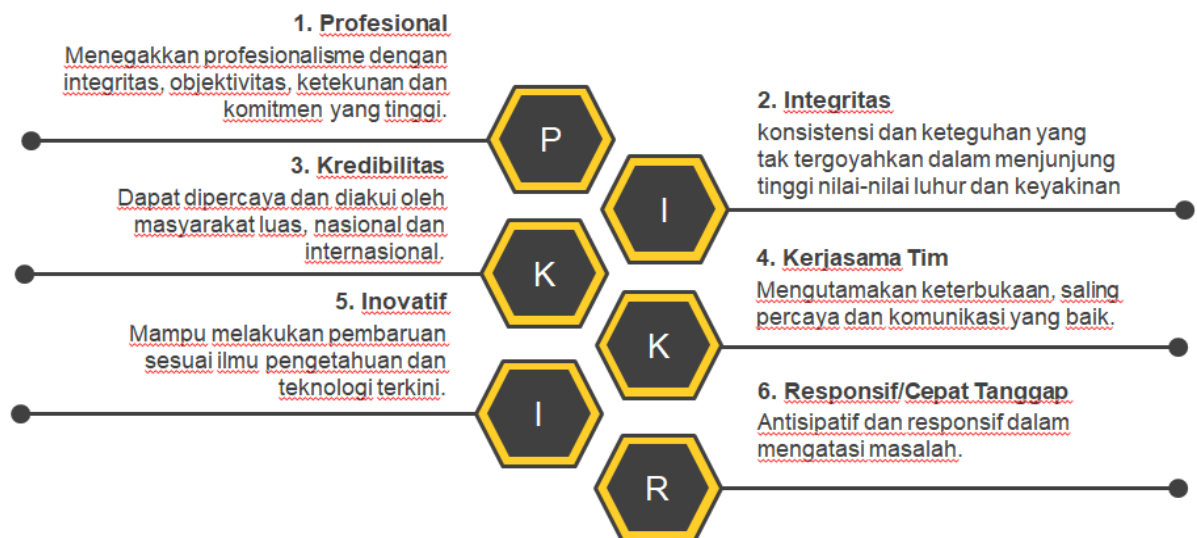 1. Profesional
Menegakkan profesionalisme dengan
integritas, objektivitas, ketekunan dan
komitmen yang tinggi.
P
2. Integritas
konsistensi dan keteguhan yang
tak tergoyahkan dalam menjunjung
tinggi nilai-nilai luhur dan keyakinan
I
3. Kredibilitas
Dapat dipercaya dan diakui oleh
masyarakat luas, nasional dan
internasional.
K
4. Kerjasama Tim
Mengutamakan keterbukaan, saling
percaya dan komunikasi yang baik.
K
5. Inovatif
Mampu melakukan pembaruan
sesuai ilmu pengetahuan dan
teknologi terkini.
I
6. Responsif/Cepat Tanggap
Antisipatif dan responsif dalam
mengatasi masalah.
R